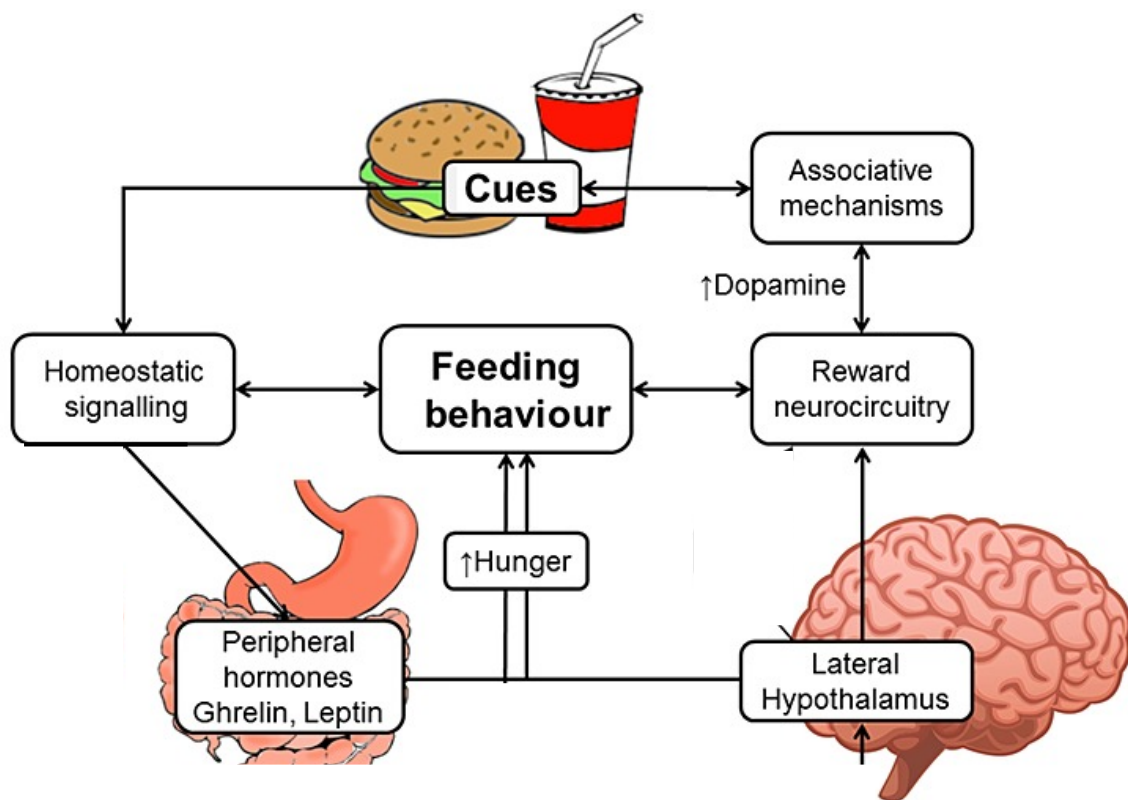 Cues
Associative
mechanisms
↑Dopamine
Homeostatic
signalling
Feeding
behaviour
Reward
neurocircuitry
↑Hunger
Peripheral
hormones
Ghrelin, Leptin
Lateral
Hypothalamus